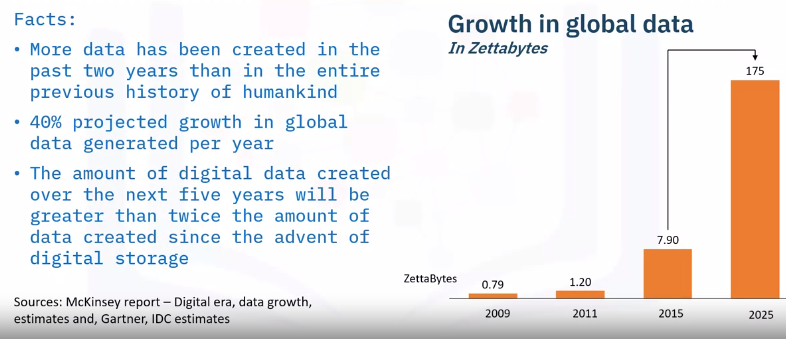 Facts:
• More data has been created in the
past two years than in the entire
previous history of humankind
• 40% projected growth in global
data generated per year
• The amount of digital data created
over the next five years will be
greater than twice the amount of
data created since the advent of
digital storage
Sources: McKinsey report – Digital era, data growth,
estimates and, Gartner, IDC estimates
Growth in global data
In Zettabytes
175
7.90
ZettaBytes
0.79
1.20
2009
2011
2015
2025